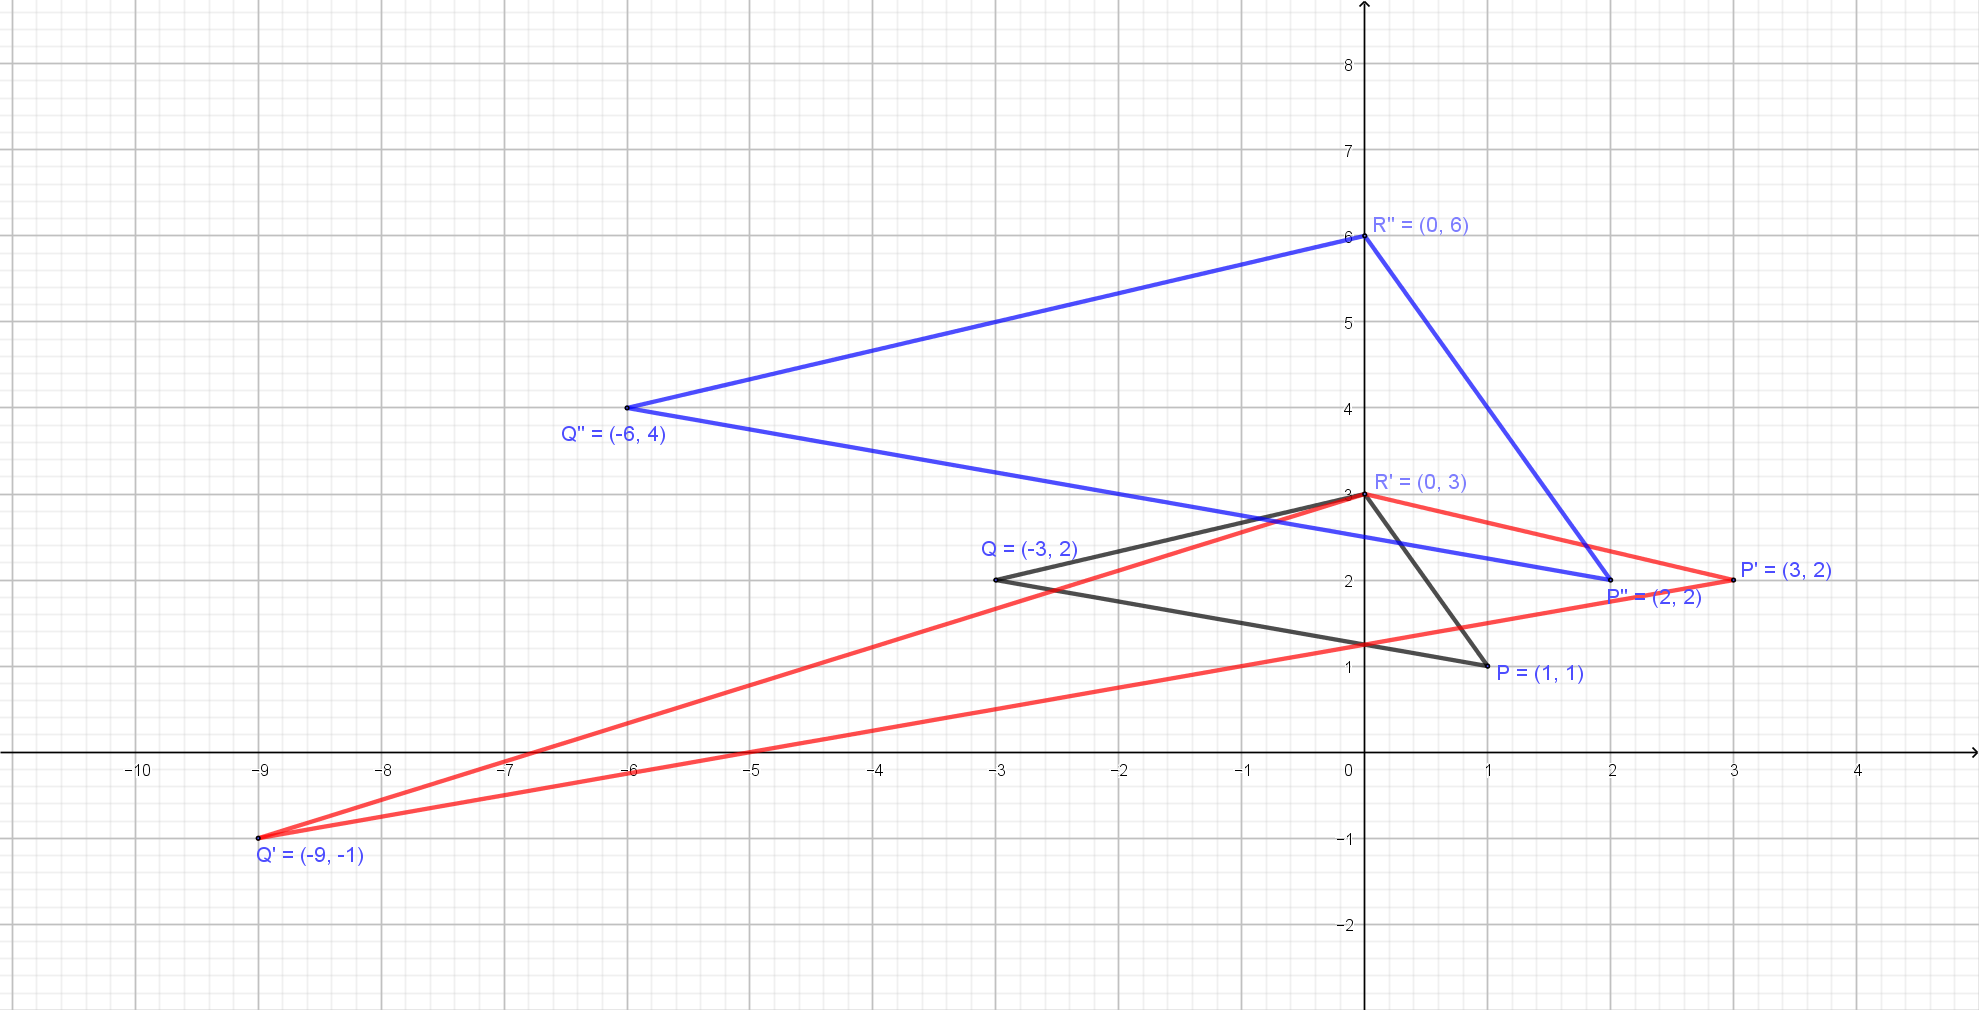 8
7
R'' = (0, 6)
6
5
4
Q'' = (-6, 4)
R' = (0, 3)
3
Q = (-3, 2)
P' = (3, 2)
2
P'' = (2, 2)
1
P = (1, 1)
−10 −9 −8 −7 −6 −5 −4 −3 −2 −1 0 1 2 3 4
−1
Q' = (-9, -1)
−2